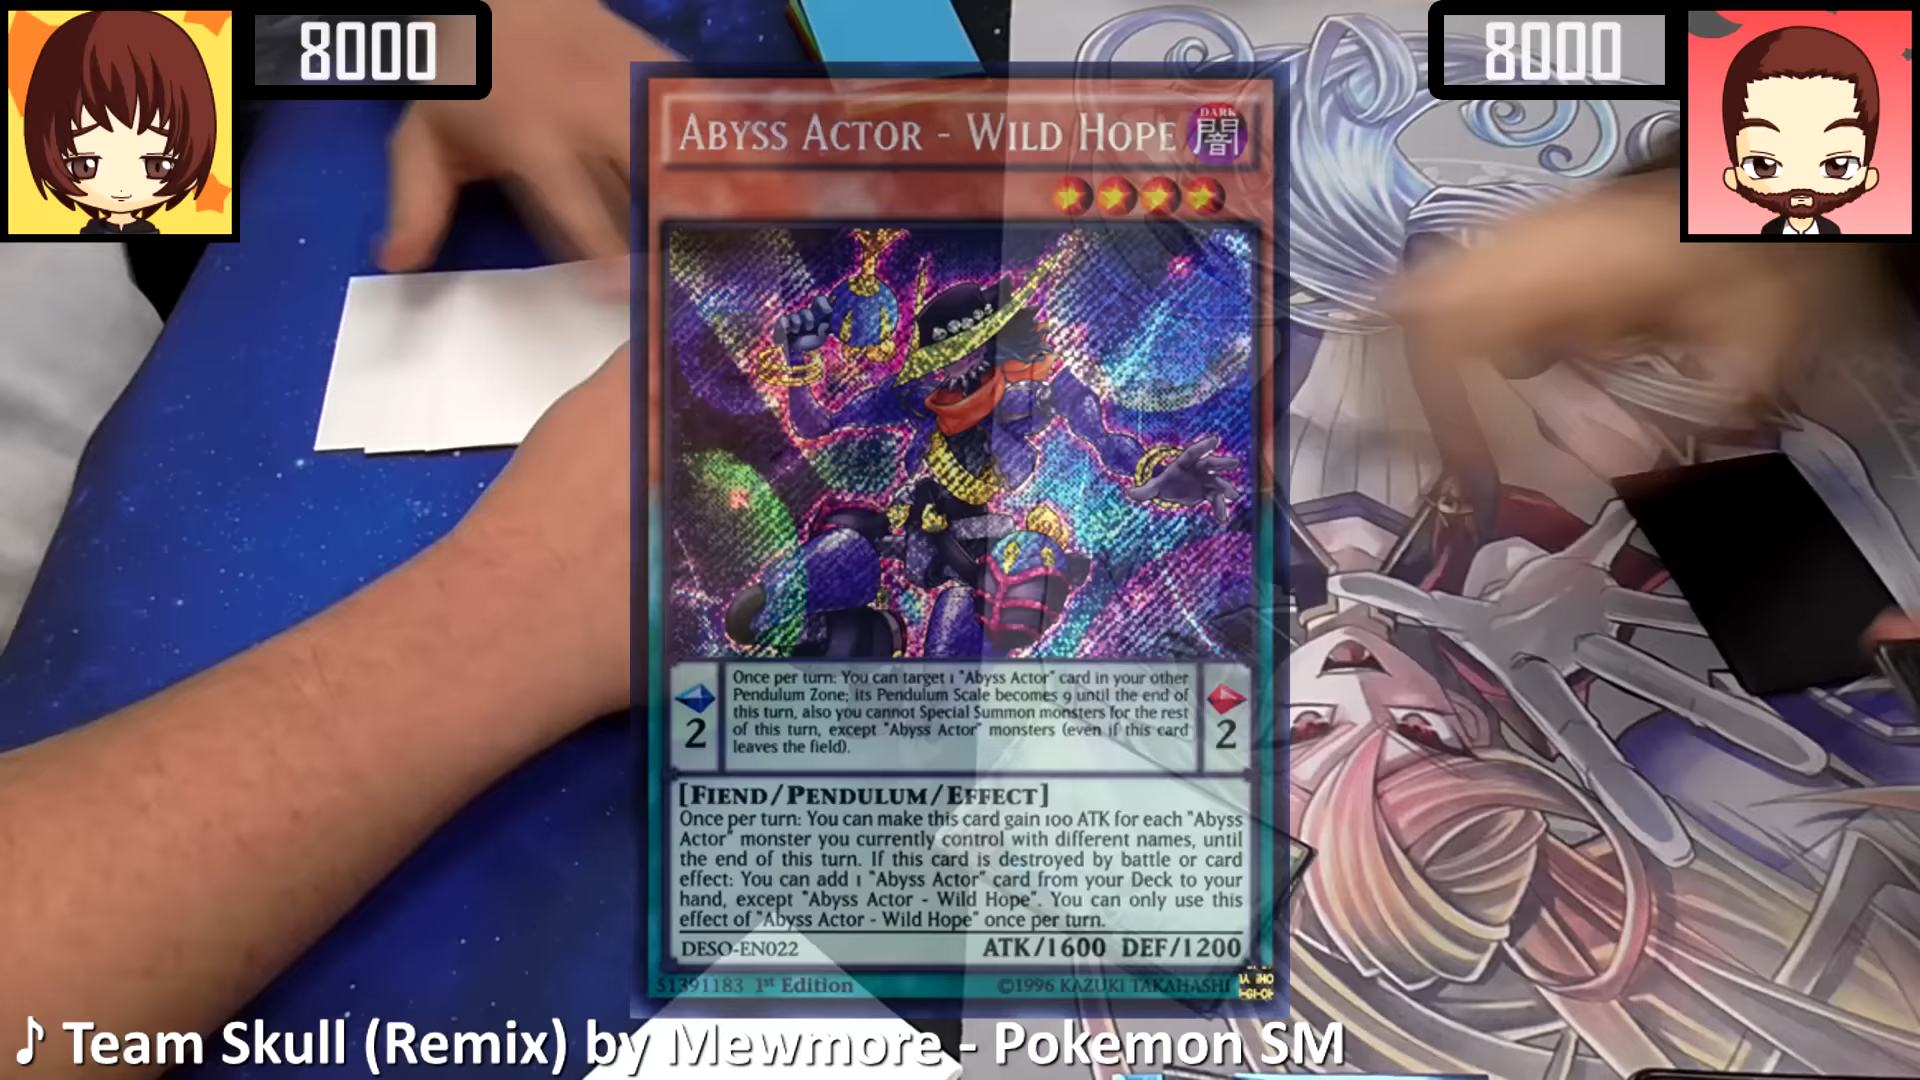 8000
8000
ABYSS ACTOR - WILD HOPE
DARK
闇
Once per turn: You can target 1 "Abyss Actor" card in your other
Pendulum Zone; its Pendulum Scale becomes 9 until the end of
this turn, also you cannot Special Summon monsters for the rest
of this turn, except "Abyss Actor" monsters (even if this card
leaves the field).
2
2
[FIEND/PENDULUM/EFFECT]
Once per turn: You can make this card gain 100 ATK for each "Abyss
Actor" monster you currently control with different names, until
the end of this turn. If this card is destroyed by battle or card
effect: You can add 1 "Abyss Actor" card from your Deck to your
hand, except "Abyss Actor - Wild Hope". You can only use this
effect of "Abyss Actor - Wild Hope" once per turn.
DESO-EN022
ATK/1600 DEF/1200
51391183 1st Edition
©1996 KAZUKI TAKAHASHI
♪ Team Skull (Remix) by Mewmore - Pokemon SM